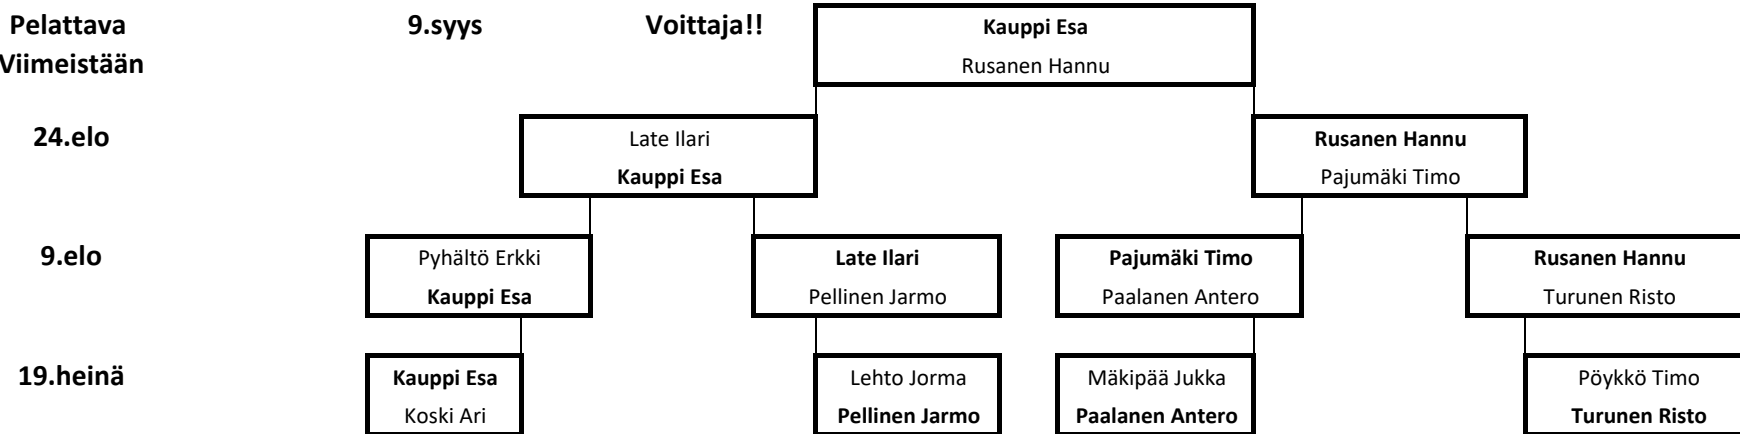 Pelattava 9.syys Voittaja!! Kauppi Esa
Viimeistään Rusanen Hannu
24.elo Late Ilari Rusanen Hannu
Kauppi Esa Pajumäki Timo
9.elo Pyhältö Erkki Late Ilari Pajumäki Timo Rusanen Hannu
Kauppi Esa Pellinen Jarmo Paalanen Antero Turunen Risto
19.heinä Kauppi Esa Lehto Jorma Mäkipää Jukka Pöykkö Timo
Koski Ari Pellinen Jarmo Paalanen Antero Turunen Risto